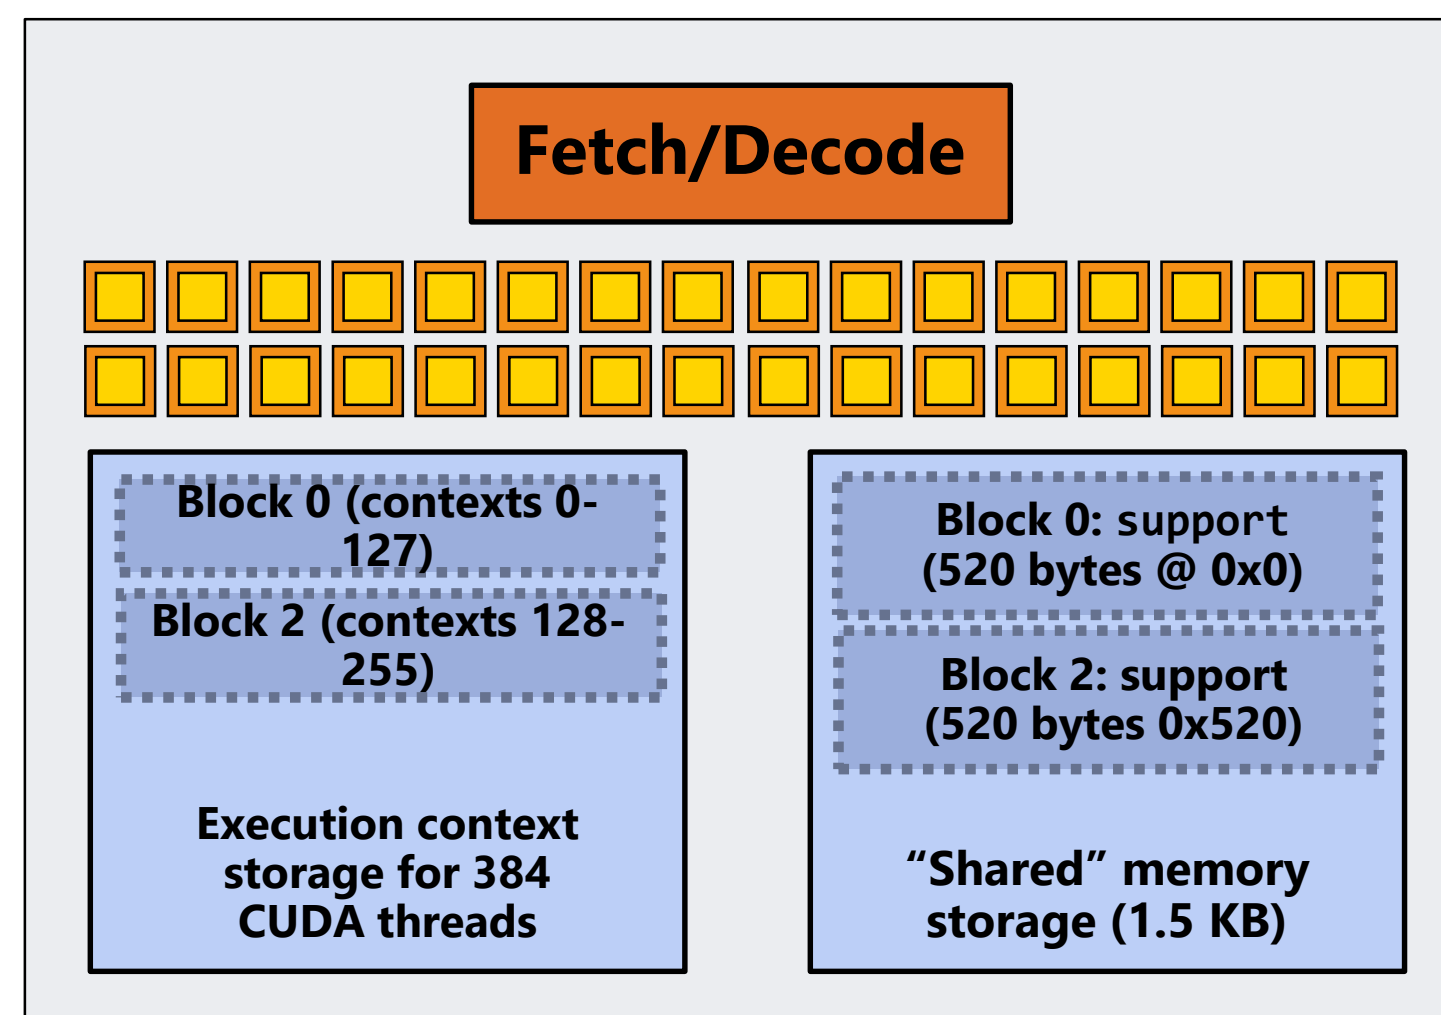 Fetch/Decode
Block 0 (contexts 0-
127)
Block 2 (contexts 128-
255)
Execution context
storage for 384
CUDA threads
Block 0: support
(520 bytes @ 0x0)
Block 2: support
(520 bytes 0x520)
“Shared” memory
storage (1.5 KB)